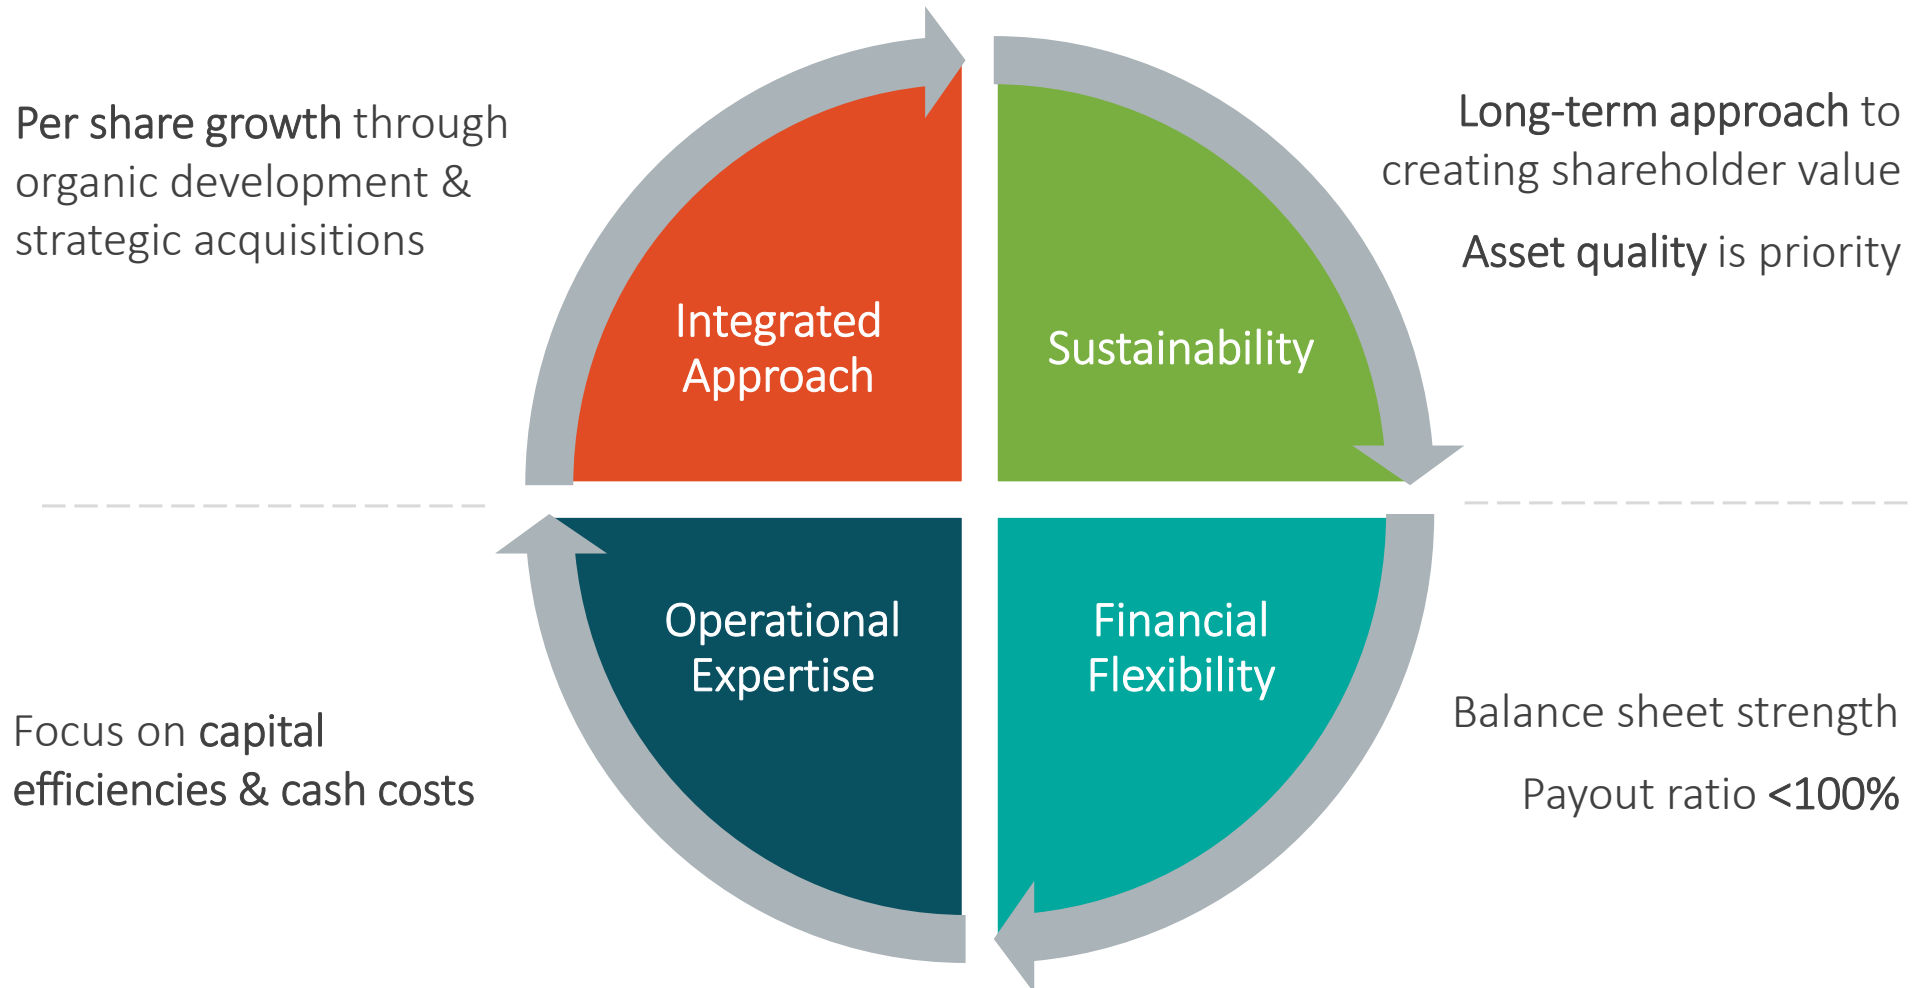 Per share growth through
organic development &
strategic acquisitions
Integrated
Approach
Sustainability
Long-term approach to
creating shareholder value
Asset quality is priority
Focus on capital
efficiencies & cash costs
Operational
Expertise
Financial
Flexibility
Balance sheet strength
Payout ratio <100%